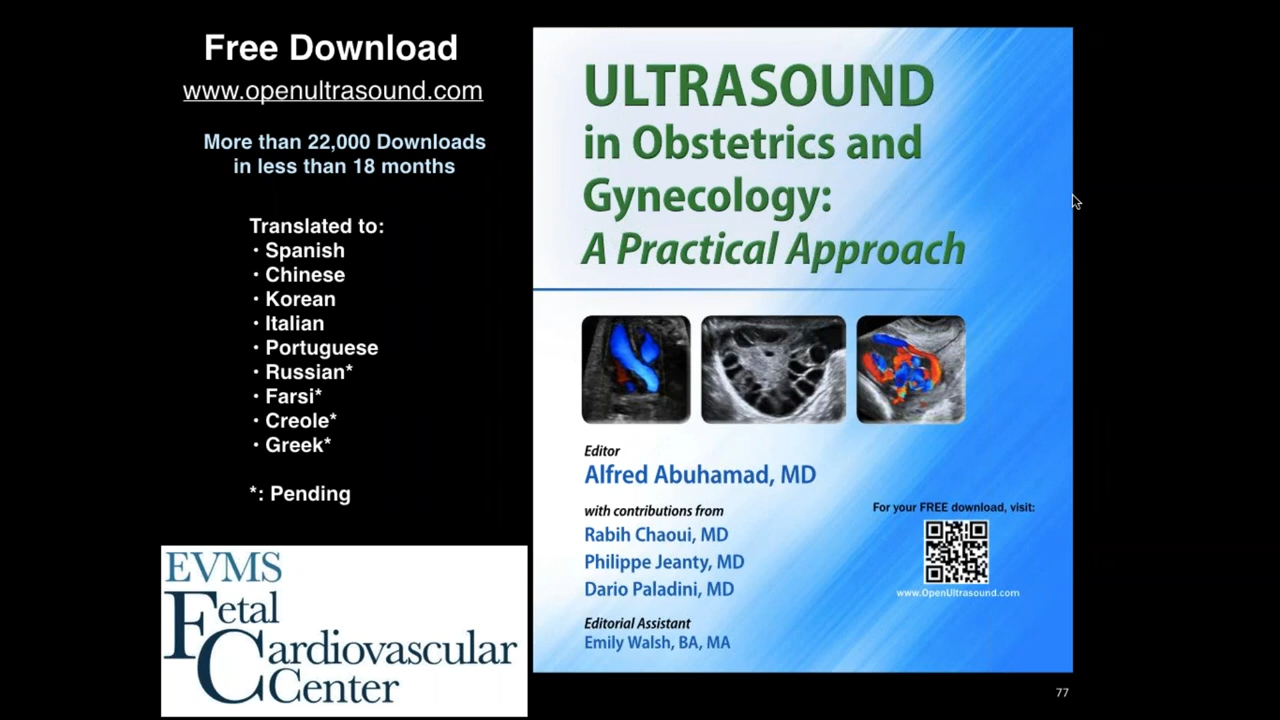 Free Download
www.openultrasound.com
More than 22,000 Downloads
in less than 18 months
Translated to:
· Spanish
· Chinese
· Korean
· Italian
· Portuguese
· Russian*
· Farsi*
· Creole*
· Greek*
*: Pending
EVMS
Fetal
Cardiovascular
Center
ULTRASOUND
in Obstetrics and
Gynecology:
A Practical Approach
Editor
Alfred Abuhamad, MD
with contributions from
Rabih Chaoui, MD
Philippe Jeanty, MD
Dario Paladini, MD
Editorial Assistant
Emily Walsh, BA, MA
For your FREE download, visit:
www.OpenUltrasound.com
77